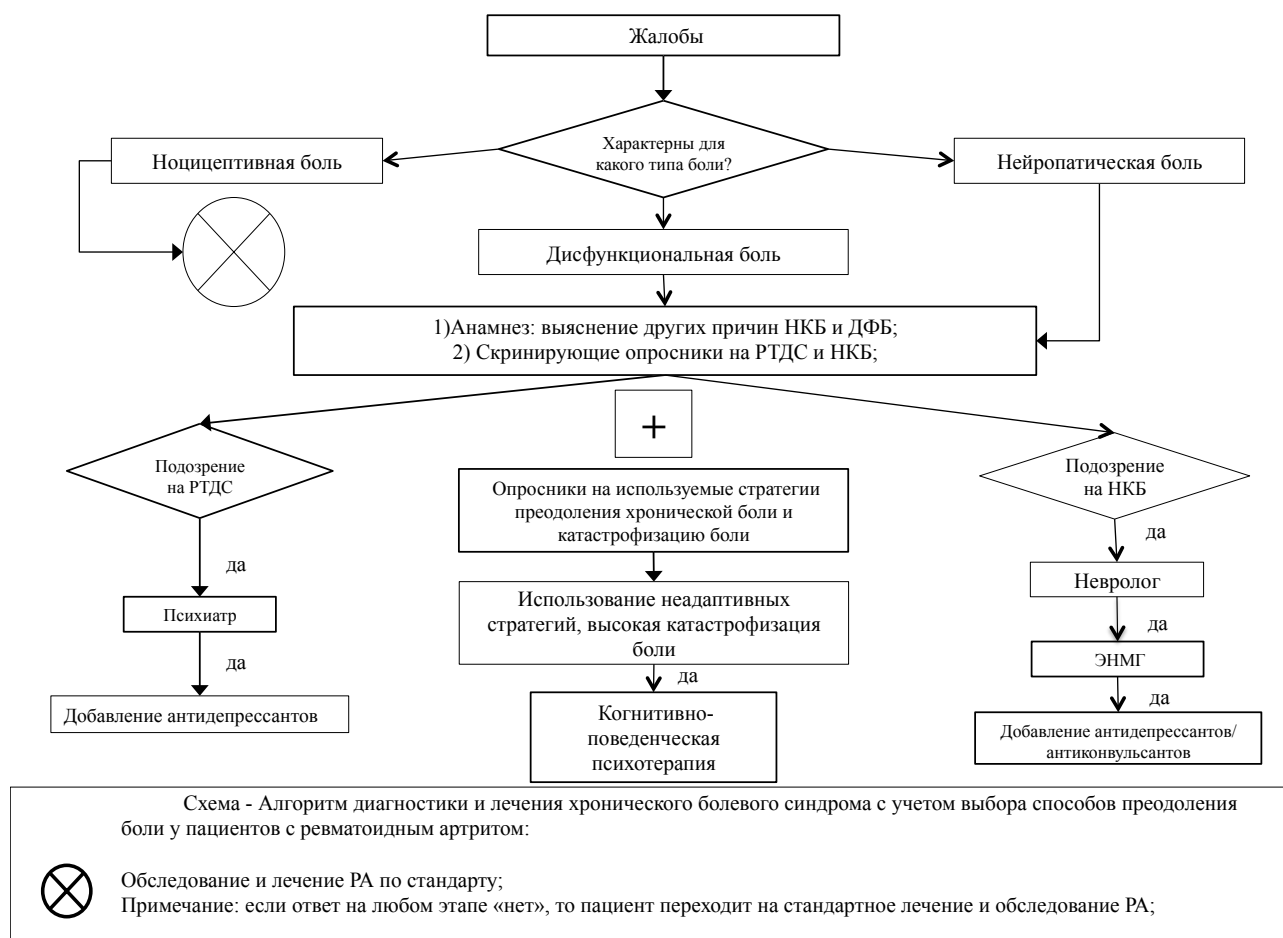 Жалобы
Характерны для
какого типа боли?
Ноцицептивная боль
Нейропатическая боль
Дисфункциональная боль
1)Анамнез: выяснение других причин НКБ и ДФБ;
2) Скринирующие опросники на РТДС и НКБ;
+
Подозрение
на РТДС
да
Психиатр
да
Добавление антидепрессантов
Опросники на используемые стратегии
преодоления хронической боли и
катастрофизацию боли
Использование неадаптивных
стратегий, высокая катастрофизация
боли
да
Когнитивно-
поведенческая
психотерапия
Подозрение
на НКБ
да
Невролог
да
ЭНМГ
да
Добавление антидепрессантов/
антиконвульсантов
Схема - Алгоритм диагностики и лечения хронического болевого синдрома с учетом выбора способов преодоления
боли у пациентов с ревматоидным артритом:
Обследование и лечение РА по стандарту;
Примечание: если ответ на любом этапе «нет», то пациент переходит на стандартное лечение и обследование РА;